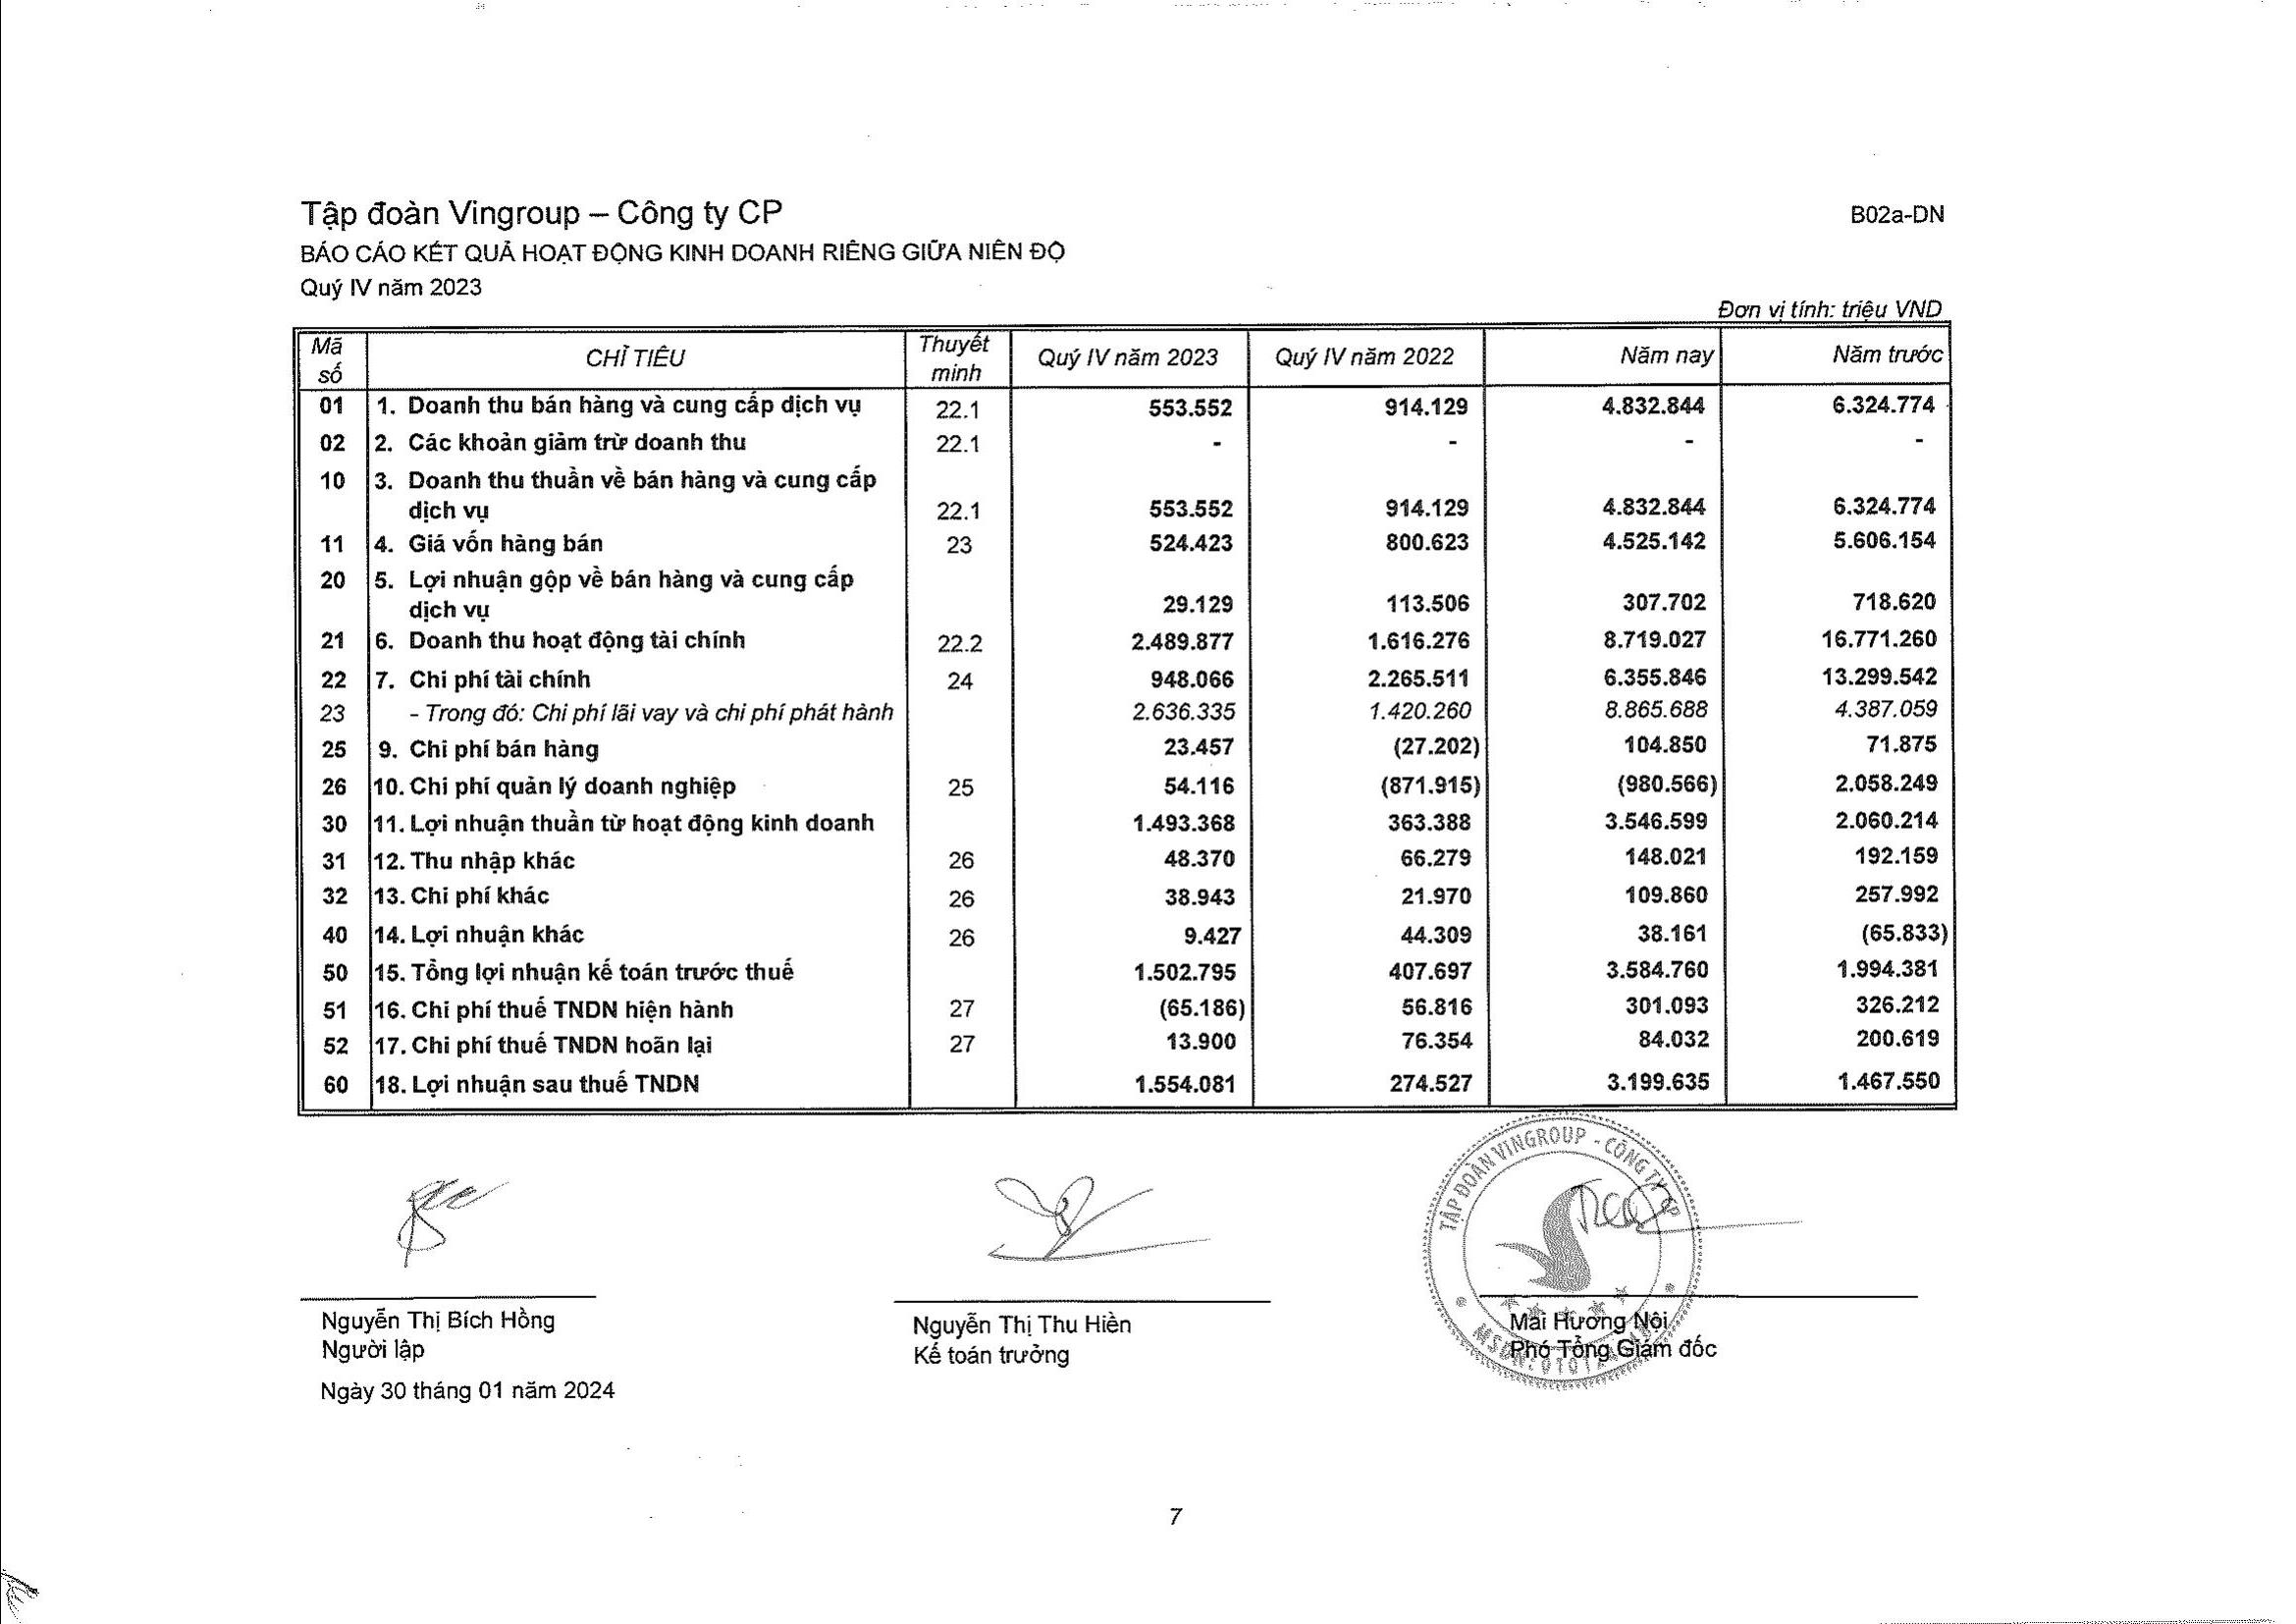 Tập đoàn Vingroup – Công ty CP B02a-DN
BÁO CÁO KẾT QUẢ HOẠT ĐỘNG KINH DOANH RIÊNG GIỮA NIÊN ĐỘ
Quý IV năm 2023
Đơn vị tính: triệu VND
Mã số CHỈ TIÊU Thuyết minh Quý IV năm 2023 Quý IV năm 2022 Năm nay Năm trước
01 1. Doanh thu bán hàng và cung cấp dịch vụ 22.1 553.552 914.129 4.832.844 6.324.774
02 2. Các khoản giảm trừ doanh thu 22.1 - - - -
10 3. Doanh thu thuần về bán hàng và cung cấp
dịch vụ 22.1 553.552 914.129 4.832.844 6.324.774
11 4. Giá vốn hàng bán 23 524.423 800.623 4.525.142 5.606.154
20 5. Lợi nhuận gộp về bán hàng và cung cấp
dịch vụ 29.129 113.506 307.702 718.620
21 6. Doanh thu hoạt động tài chính 22.2 2.489.877 1.616.276 8.719.027 16.771.260
22 7. Chi phí tài chính 24 948.066 2.265.511 6.355.846 13.299.542
23 - Trong đó: Chi phí lãi vay và chi phí phát hành 2.636.335 1.420.260 8.865.688 4.387.059
25 9. Chi phí bán hàng 23.457 (27.202) 104.850 71.875
26 10. Chi phí quản lý doanh nghiệp 25 54.116 (871.915) (980.566) 2.058.249
30 11. Lợi nhuận thuần từ hoạt động kinh doanh 1.493.368 363.388 3.546.599 2.060.214
31 12. Thu nhập khác 26 48.370 66.279 148.021 192.159
32 13. Chi phí khác 26 38.943 21.970 109.860 257.992
40 14. Lợi nhuận khác 26 9.427 44.309 38.161 (65.833)
50 15. Tổng lợi nhuận kế toán trước thuế 1.502.795 407.697 3.584.760 1.994.381
51 16. Chi phí thuế TNDN hiện hành 27 (65.186) 56.816 301.093 326.212
52 17. Chi phí thuế TNDN hoãn lại 27 13.900 76.354 84.032 200.619
60 18. Lợi nhuận sau thuế TNDN 1.554.081 274.527 3.199.635 1.467.550
TẬP ĐOÀN VINGROUP - CÔNG TY CP
Nguyễn Thị Bích Hồng Nguyễn Thị Thu Hiền Mai Hương Nội
Người lập Kế toán trưởng Phó Tổng Giám đốc
Ngày 30 tháng 01 năm 2024
7